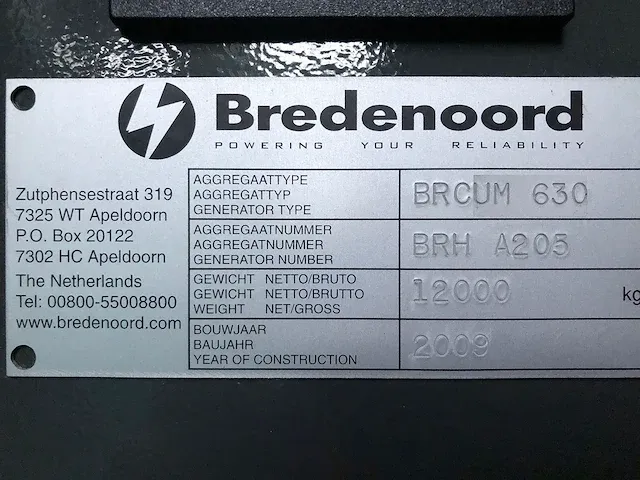 Bredenoord
POWERING YOUR RELIABILITY
Zutphensestraat 319
7325 WT Apeldoorn
P.O. Box 20122
7302 HC Apeldoorn
The Netherlands
Tel: 00800-55008800
www.bredenoord.com
AGGREGAATTYPE
AGGREGATTYP
GENERATOR TYPE
BRCUM 630
AGGREGAATNUMMER
AGREGATNUMMER
GENERATOR NUMBER
BRH A205
GEWICHT NETTO/BRUTO
GEWICHT NETTO/BRUTTO
WEIGHT NET/GROSS
12000 kg
BOUWJAAR
BAUJAHR
YEAR OF CONSTRUCTION
2009